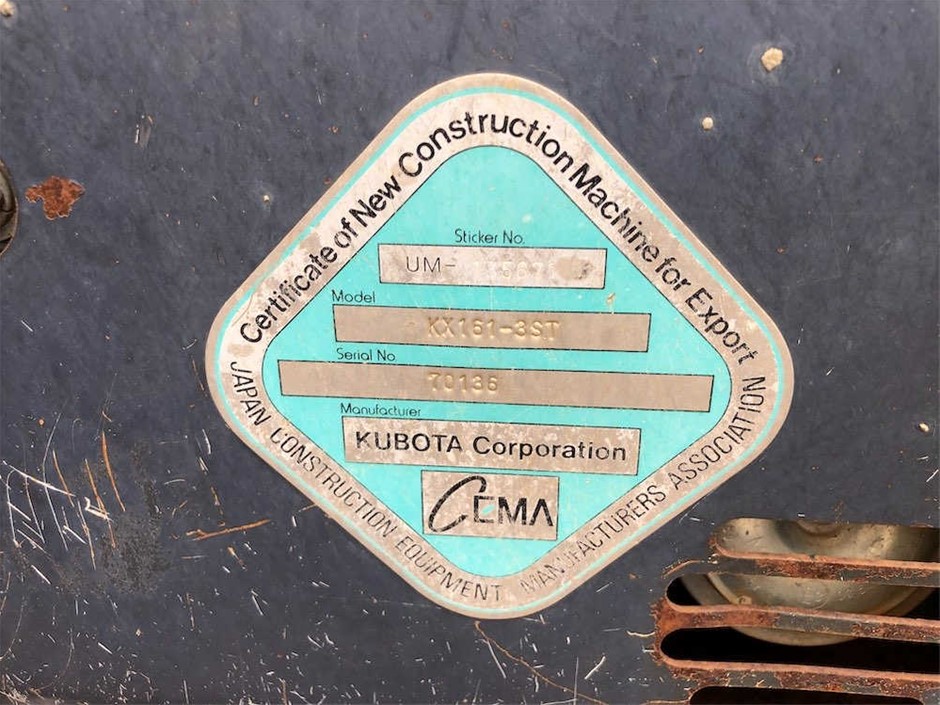 Certificate of New Construction Machine for Export
Sticker No.
UM-
Model
KX161-3ST
Serial No.
70136
Manufacturer
KUBOTA Corporation
CEMA
JAPAN CONSTRUCTION EQUIPMENT MANUFACTURERS ASSOCIATION